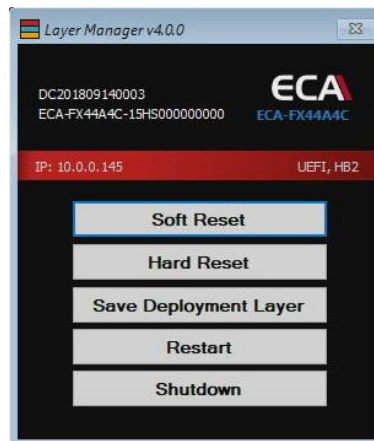 Layer Manager v4.0.0
DC201809140003
ECA-FX44A4C-15HS000000000
ECA
ECA-FX44A4C
IP: 10.0.0.145
UEFI, HB2
Soft Reset
Hard Reset
Save Deployment Layer
Restart
Shutdown